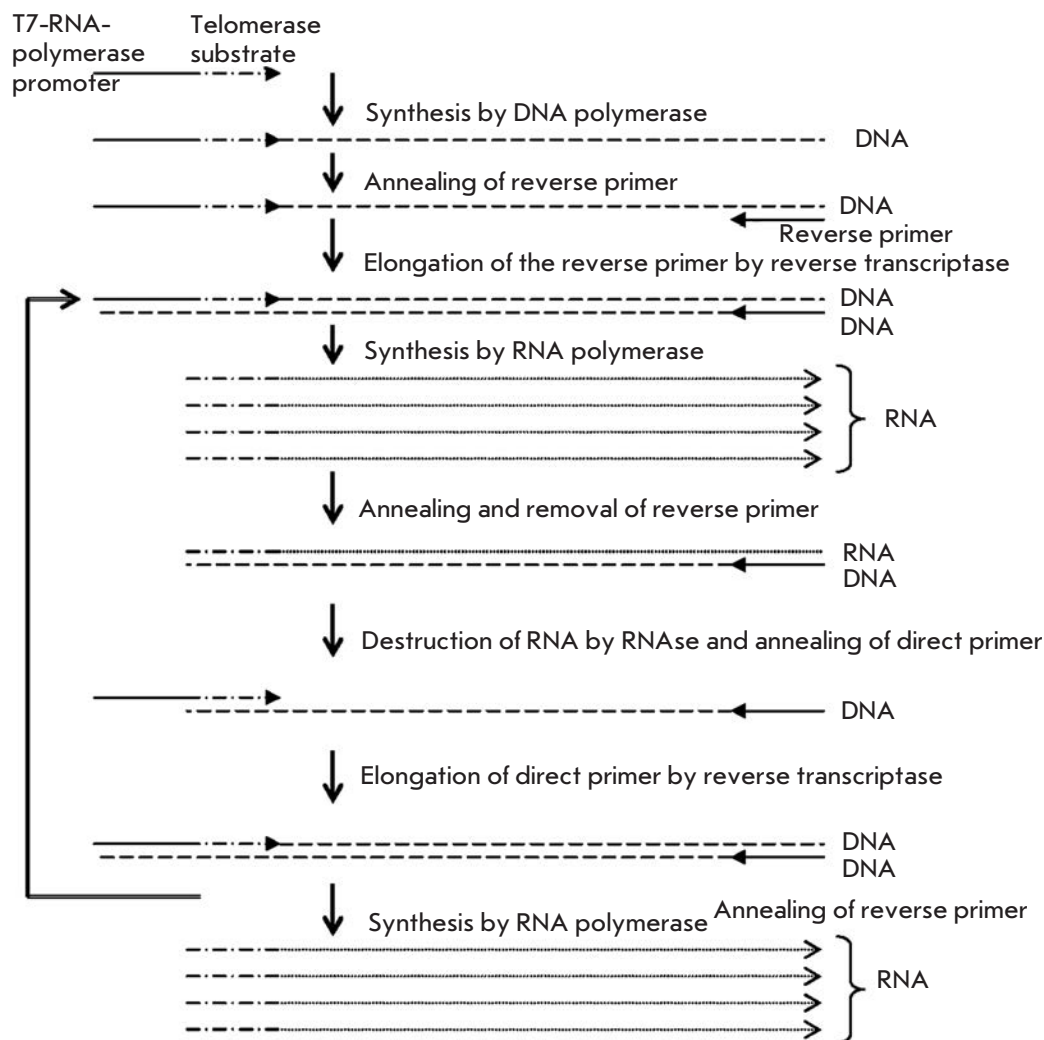 T7-RNA-
polymerase
promofer
Telomerase
substrate
Synthesis by DNA polymerase
DNA
Annealing of reverse primer
DNA
Reverse primer
Elongation of the reverse primer by reverse transcriptase
DNA
DNA
Synthesis by RNA polymerase
RNA
Annealing and removal of reverse primer
RNA
DNA
Destruction of RNA by RNAse and annealing of direct primer
DNA
Elongation of direct primer by reverse transcriptase
DNA
DNA
Synthesis by RNA polymerase
Annealing of reverse primer
RNA